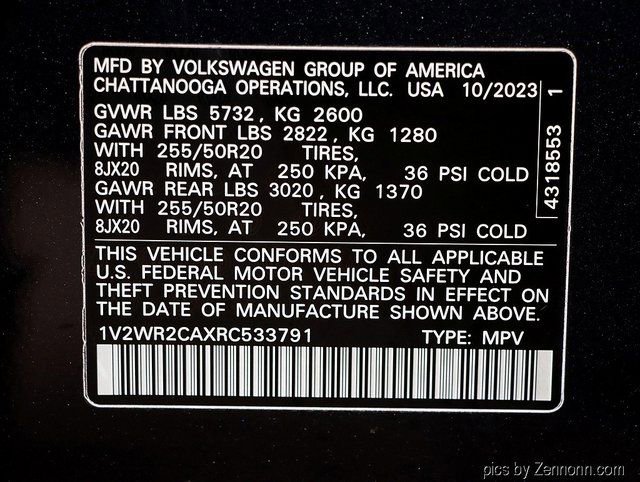 MFD BY VOLKSWAGEN GROUP OF AMERICA
CHATTANOOGA OPERATIONS, LLC. USA 10/2023
GVWR LBS 5732, KG 2600
GAWR FRONT LBS 2822, KG 1280
WITH 255/50R20 TIRES,
8JX20 RIMS, AT 250 KPA, 36 PSI COLD
GAWR REAR LBS 3020, KG 1370
WITH 255/50R20 TIRES,
8JX20 RIMS, AT 250 KPA, 36 PSI COLD
4318553 1
THIS VEHICLE CONFORMS TO ALL APPLICABLE
U.S. FEDERAL MOTOR VEHICLE SAFETY AND
THEFT PREVENTION STANDARDS IN EFFECT ON
THE DATE OF MANUFACTURE SHOWN ABOVE.
1V2WR2CAXRC533791 TYPE: MPV
pics by Zennonn.com